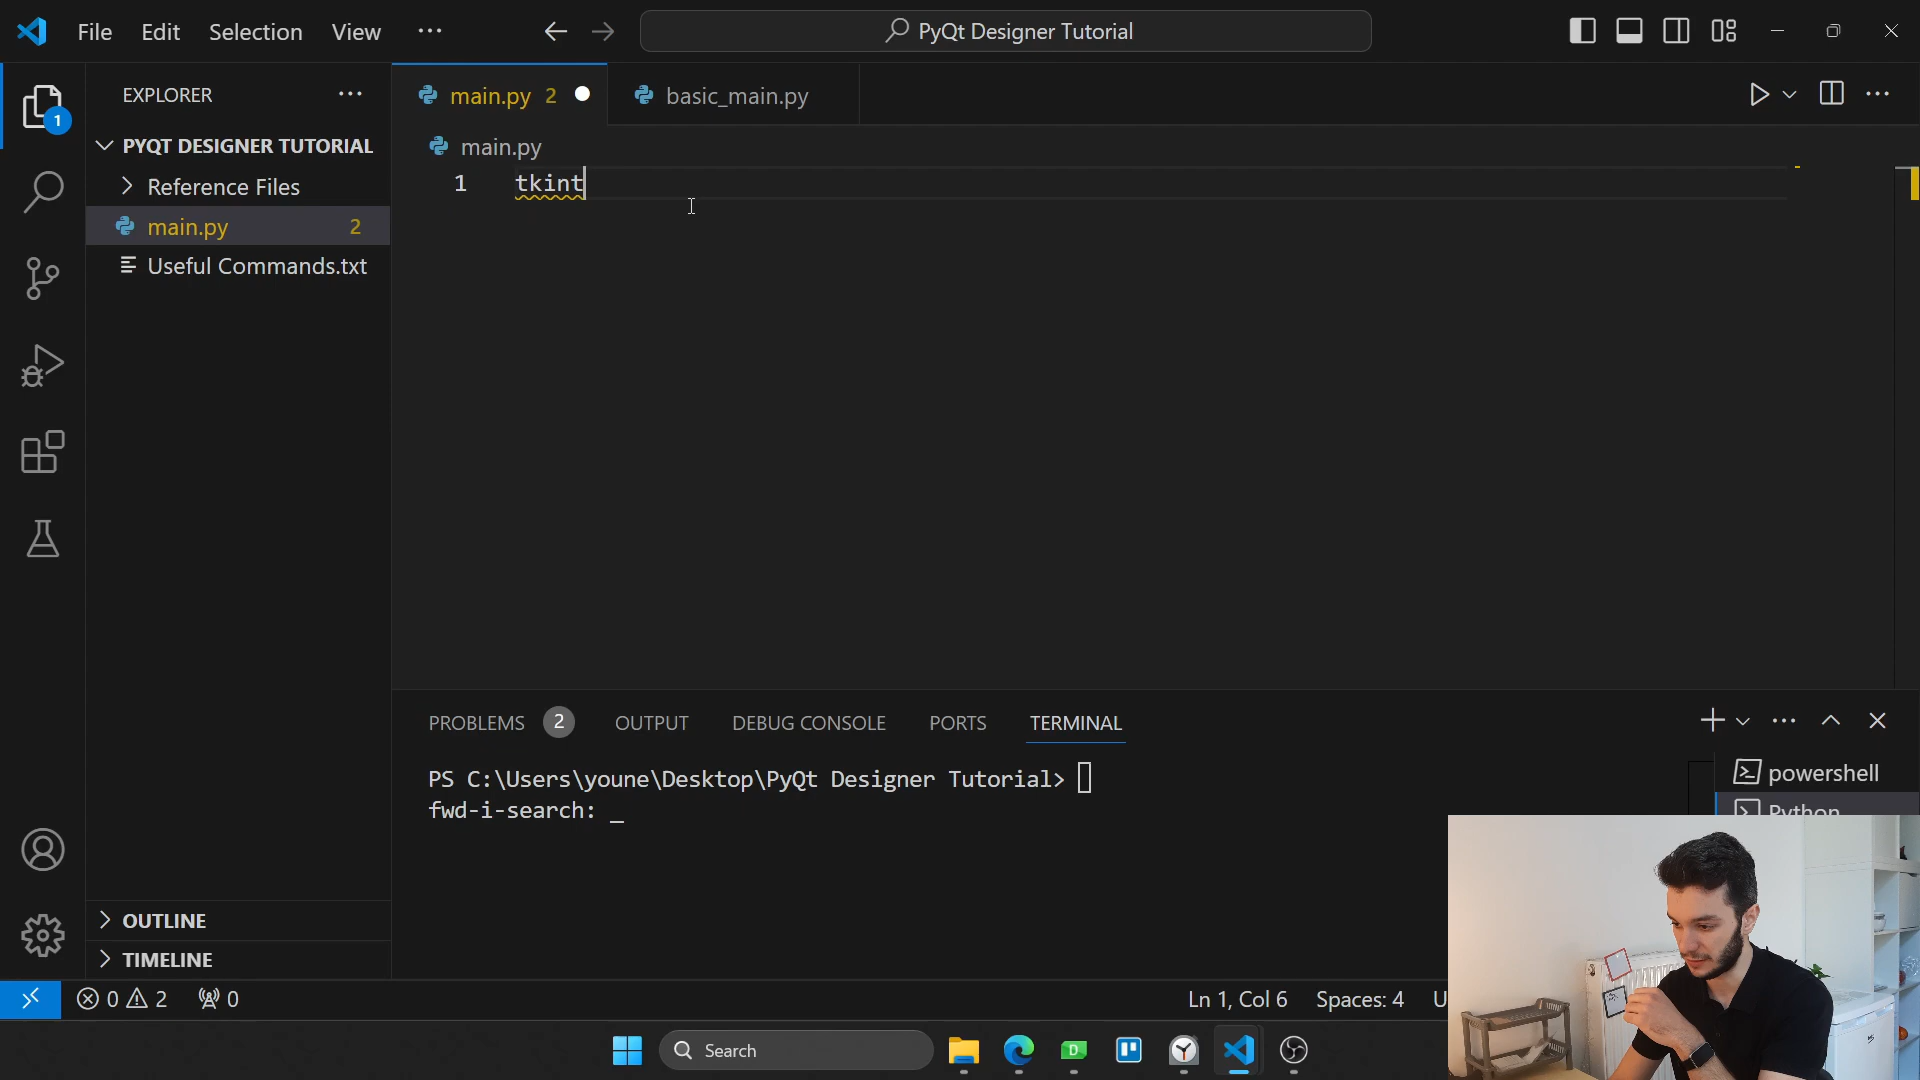 File Edit Selection View
PyQt Designer Tutorial
1
EXPLORER
main.py 2
basic_main.py
PYQT DESIGNER TUTORIAL
main.py
Reference Files
1 tkint
main.py 2
Useful Commands.txt
PROBLEMS 2 OUTPUT DEBUG CONSOLE PORTS TERMINAL
PS C:\Users\youne\Desktop\PyQt Designer Tutorial>
fwd-i-search: _
powershell
Python
OUTLINE
TIMELINE
0 2 0
Ln 1, Col 6 Spaces: 4 U
Search
D